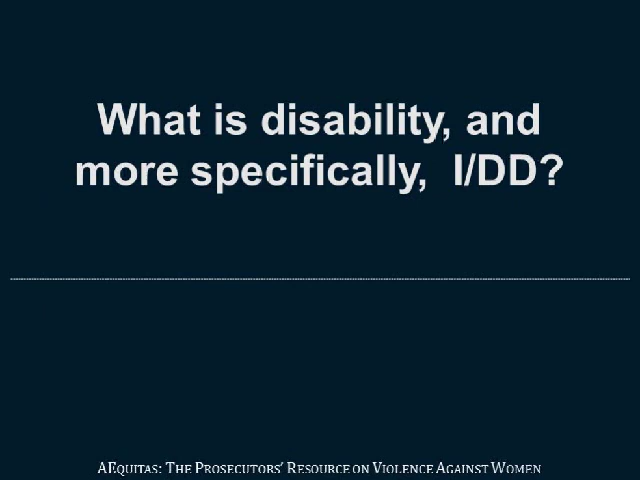 What is disability, and
more specifically, I/DD?
AEquitas: The Prosecutors’ Resource on Violence Against Women